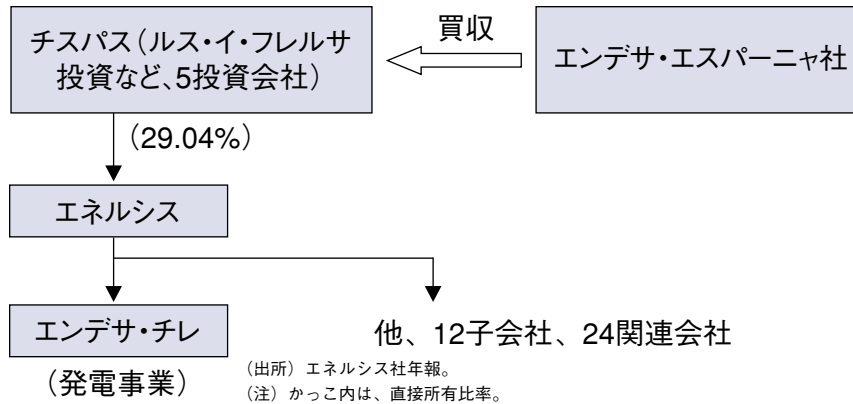 チスパス（ルス・イ・フレルサ
投資など、5投資会社）
買収
エンデサ・エスパーニャ社
（29.04%）
エネルシス
エンデサ・チレ
他、12子会社、24関連会社
（発電事業）
（出所）エネルシス社年報。
（注）かっこ内は、直接所有比率。